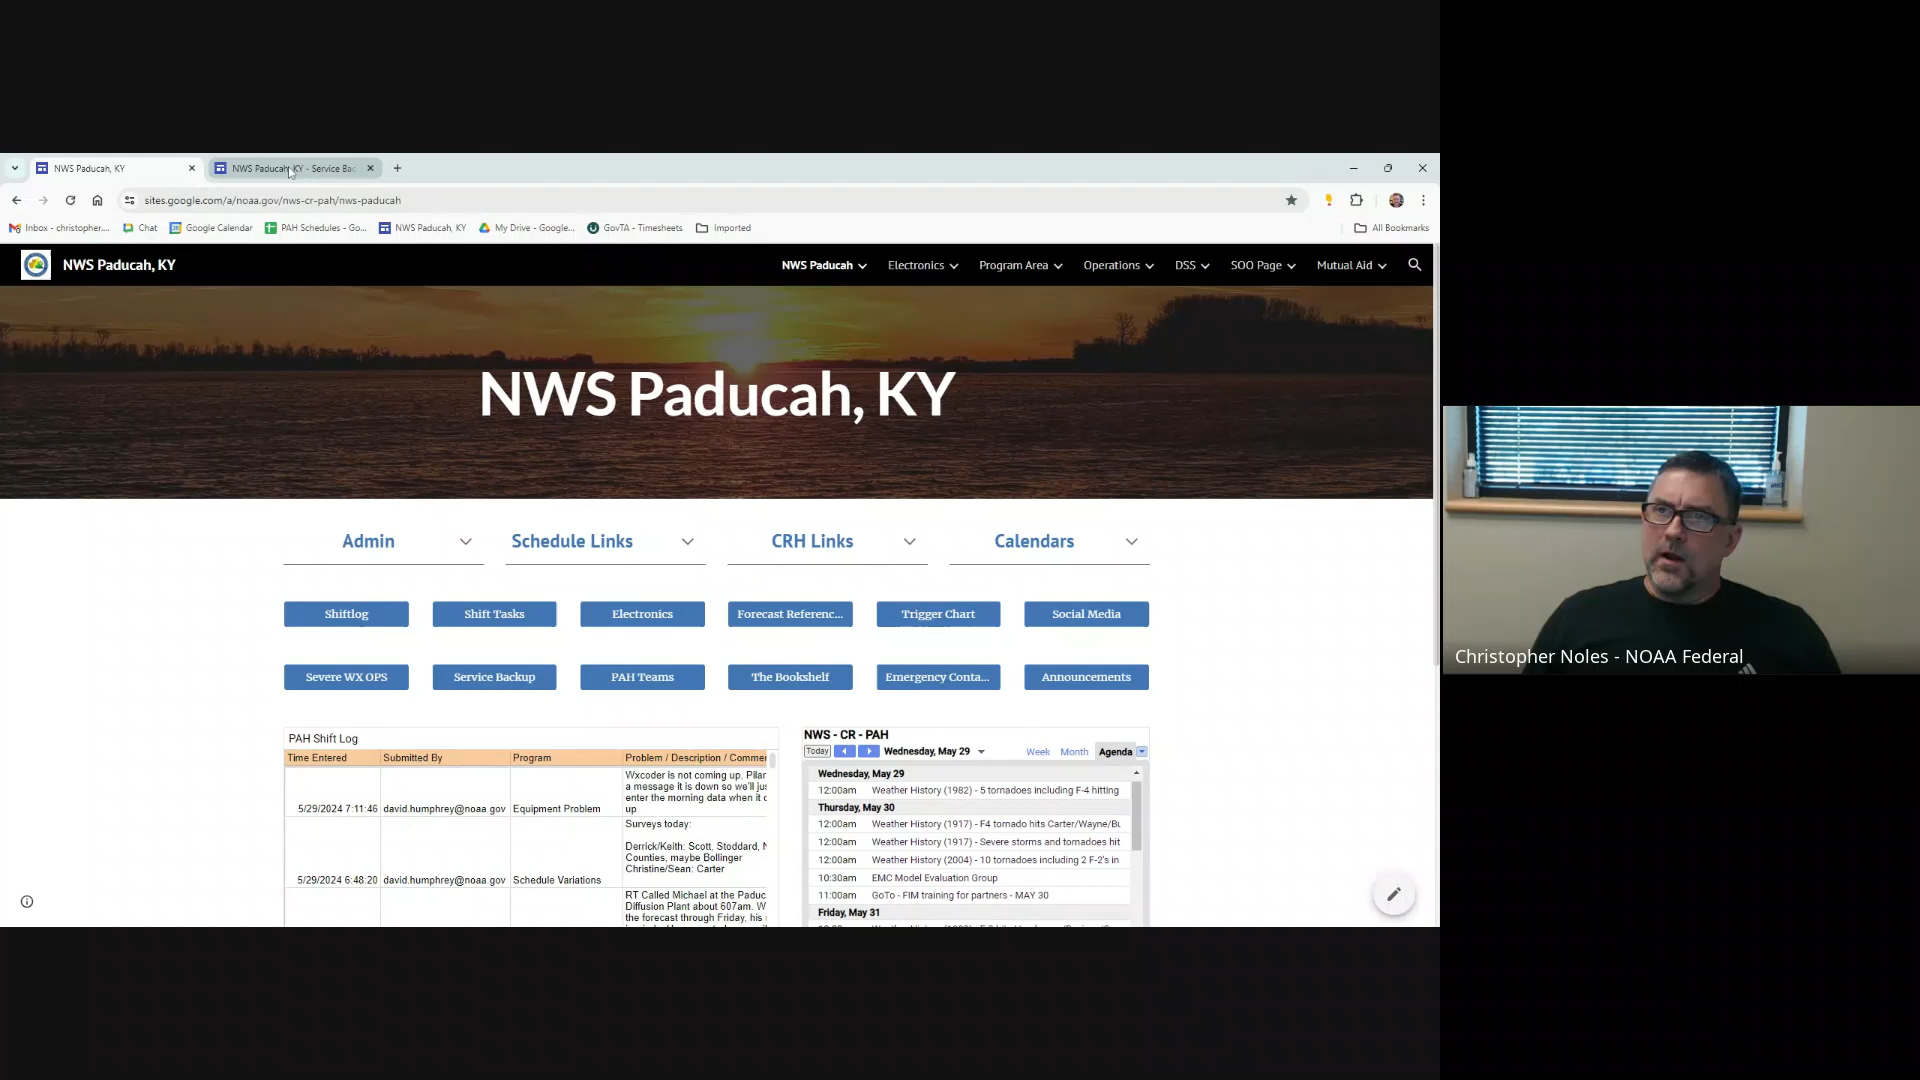 NWS Paducah, KY
NWS Paducah, KY - Service Bac
sites.google.com/a/noaa.gov/nws-cr-pah/nws-paducah
Inbox - christopher.... Chat Google Calendar PAH Schedules - Go... NWS Paducah, KY My Drive - Google... GovTA - Timesheets Imported All Bookmarks
NWS Paducah, KY
NWS Paducah Electronics Program Area Operations DSS SOO Page Mutual Aid
NWS Paducah, KY
Admin Schedule Links CRH Links Calendars
Shiftlog Shift Tasks Electronics Forecast Referenc... Trigger Chart Social Media
Severe WX OPS Service Backup PAH Teams The Bookshelf Emergency Conta... Announcements
PAH Shift Log
Time Entered Submitted By Program Problem / Description / Commen
Wxcoder is not coming up, Pilar
a message it is down so we'll jus
enter the morning data when it c
5/29/2024 7:11:46 david.humphrey@noaa.gov Equipment Problem up
Surveys today:
Derrick/Keith: Scott, Stoddard, N
Counties, maybe Bollinger
5/29/2024 6:48:20 david.humphrey@noaa.gov Schedule Variations Christine/Sean: Carter
RT Called Michael at the Paduc
Diffusion Plant about 607am. W
the forecast through Friday, his
NWS - CR - PAH
Today Wednesday, May 29 Week Month Agenda
Wednesday, May 29
12:00am Weather History (1982) - 5 tornadoes including F-4 hitting
Thursday, May 30
12:00am Weather History (1917) - F4 tornado hits Carter/Wayne/Bu
12:00am Weather History (1917) - Severe storms and tornadoes hit
12:00am Weather History (2004) - 10 tornadoes including 2 F-2's in
10:30am EMC Model Evaluation Group
11:00am GoTo - FIM training for partners - MAY 30
Friday, May 31
Christopher Noles - NOAA Federal